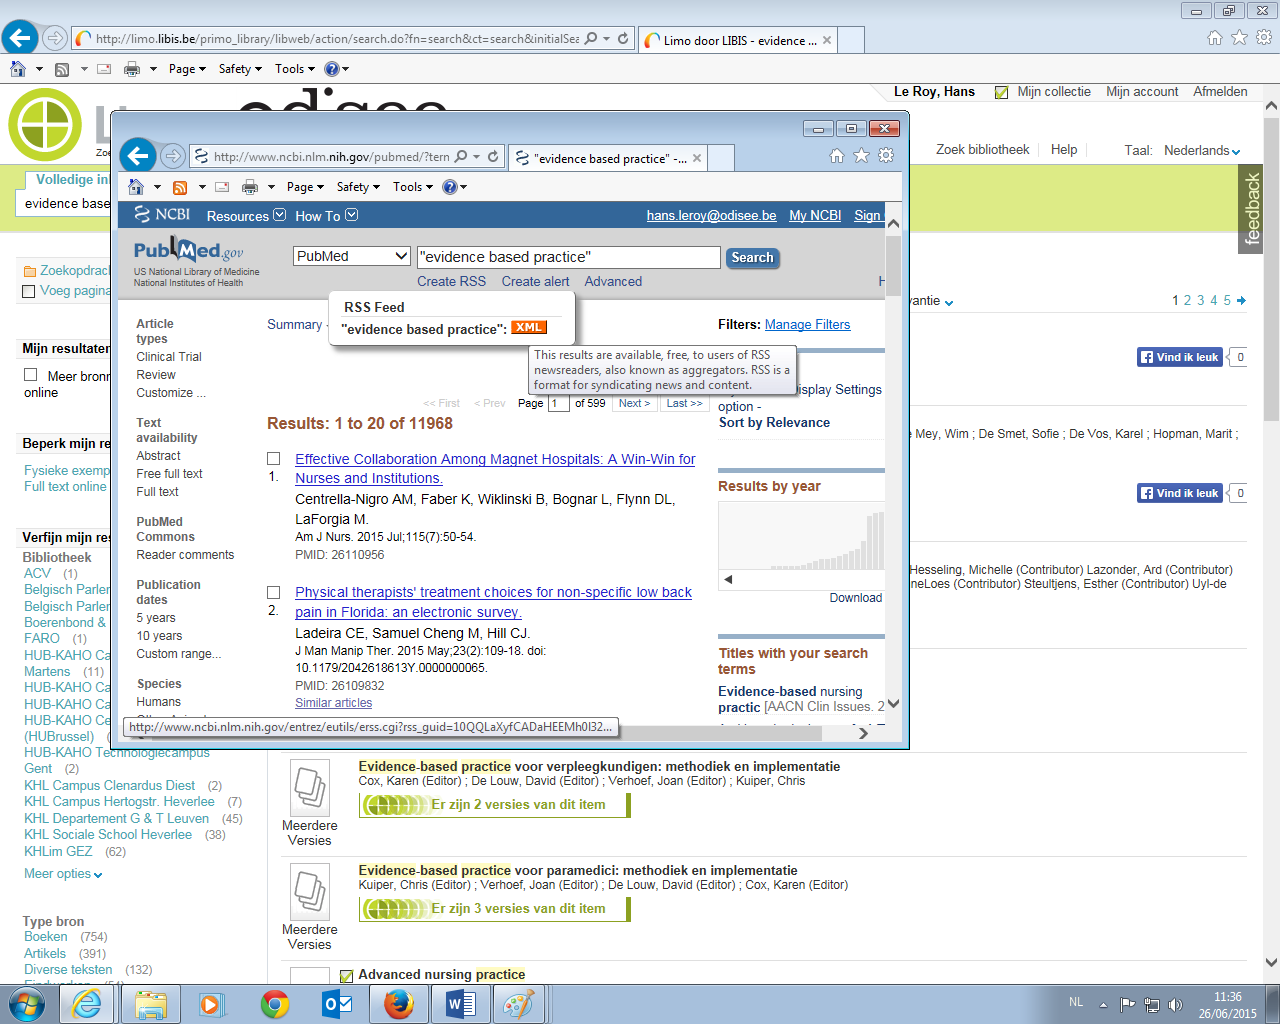 http://limo.libis.be/primo_library/libweb/action/search.do?fn=search&ct=search&initialSea
Limo door LIBIS - evidence ...
Page
Safety
Tools
Le Roy, Hans
Mijn collectie
Mijn account
Afmelden
Zoek bibliotheek
Help
Taal: Nederlands
feedback
evidence base
Zoekopdrach
Voeg pagina
vantie
1 2 3 4 5
Mijn resultaten
Meer bronn
online
Beperk mijn re
Fysieke exemp
Full text online
Vind ik leuk
0
e Mey, Wim ; De Smet, Sofie ; De Vos, Karel ; Hopman, Marit ;
Vind ik leuk
0
Hesseling, Michelle (Contributor) Lazonder, Ard (Contributor)
neLoes (Contributor) Steultjens, Esther (Contributor) Uyl-de
Verfijn mijn res
Bibliotheek
ACV (1)
Belgisch Parler
Belgisch Parler
Boerenbond &
FARO (1)
HUB-KAHO Ca
Martens (11)
HUB-KAHO Ca
HUB-KAHO Ca
HUB-KAHO Ce
(HUBrussel) (
HUB-KAHO Technologiecampus
Gent (2)
KHL Campus Clenardus Diest (2)
KHL Campus Hertogstr. Heverlee (7)
KHL Departement G & T Leuven (45)
KHL Sociale School Heverlee (38)
KHLim GEZ (62)
Meer opties
Type bron
Boeken (754)
Artikels (391)
Diverse teksten (132)
http://www.ncbi.nlm.nih.gov/pubmed/?tern
"evidence based practice" -...
Page
Safety
Tools
NCBI
Resources
How To
hans.leroy@odisee.be
My NCBI
Sign
PubMed.gov
US National Library of Medicine
National Institutes of Health
PubMed
"evidence based practice"
Search
Create RSS
Create alert
Advanced
H
RSS Feed
"evidence based practice": XML
This results are available, free, to users of RSS
newsreaders, also known as aggregators. RSS is a
format for syndicating news and content.
Summary
Filters: Manage Filters
Display Settings
option -
Sort by Relevance
<< First
< Prev
Page 1 of 599
Next >
Last >>
Results: 1 to 20 of 11968
Article
types
Clinical Trial
Review
Customize ...
Text
availability
Abstract
Free full text
Full text
PubMed
Commons
Reader comments
Publication
dates
5 years
10 years
Custom range...
Species
Humans
1.
Effective Collaboration Among Magnet Hospitals: A Win-Win for
Nurses and Institutions.
Centrella-Nigro AM, Faber K, Wiklinski B, Bognar L, Flynn DL,
LaForgia M.
Am J Nurs. 2015 Jul;115(7):50-54.
PMID: 26110956
2.
Physical therapists' treatment choices for non-specific low back
pain in Florida: an electronic survey.
Ladeira CE, Samuel Cheng M, Hill CJ.
J Man Manip Ther. 2015 May;23(2):109-18. doi:
10.1179/2042618613Y.0000000065.
PMID: 26109832
Similar articles
Results by year
Download
Titles with your search
terms
Evidence-based nursing
practic [AACN Clin Issues. 2
http://www.ncbi.nlm.nih.gov/entrez/eutils/erss.cgi?rss_guid=10QQLaXyfCADaHEEMh0I32...
Evidence-based practice voor verpleegkundigen: methodiek en implementatie
Cox, Karen (Editor) ; De Louw, David (Editor) ; Verhoef, Joan (Editor) ; Kuiper, Chris
Er zijn 2 versies van dit item
Meerdere
Versies
Evidence-based practice voor paramedici: methodiek en implementatie
Kuiper, Chris (Editor) ; Verhoef, Joan (Editor) ; De Louw, David (Editor) ; Cox, Karen (Editor)
Er zijn 3 versies van dit item
Meerdere
Versies
Advanced nursing practice
NL
11:36
26/06/2015